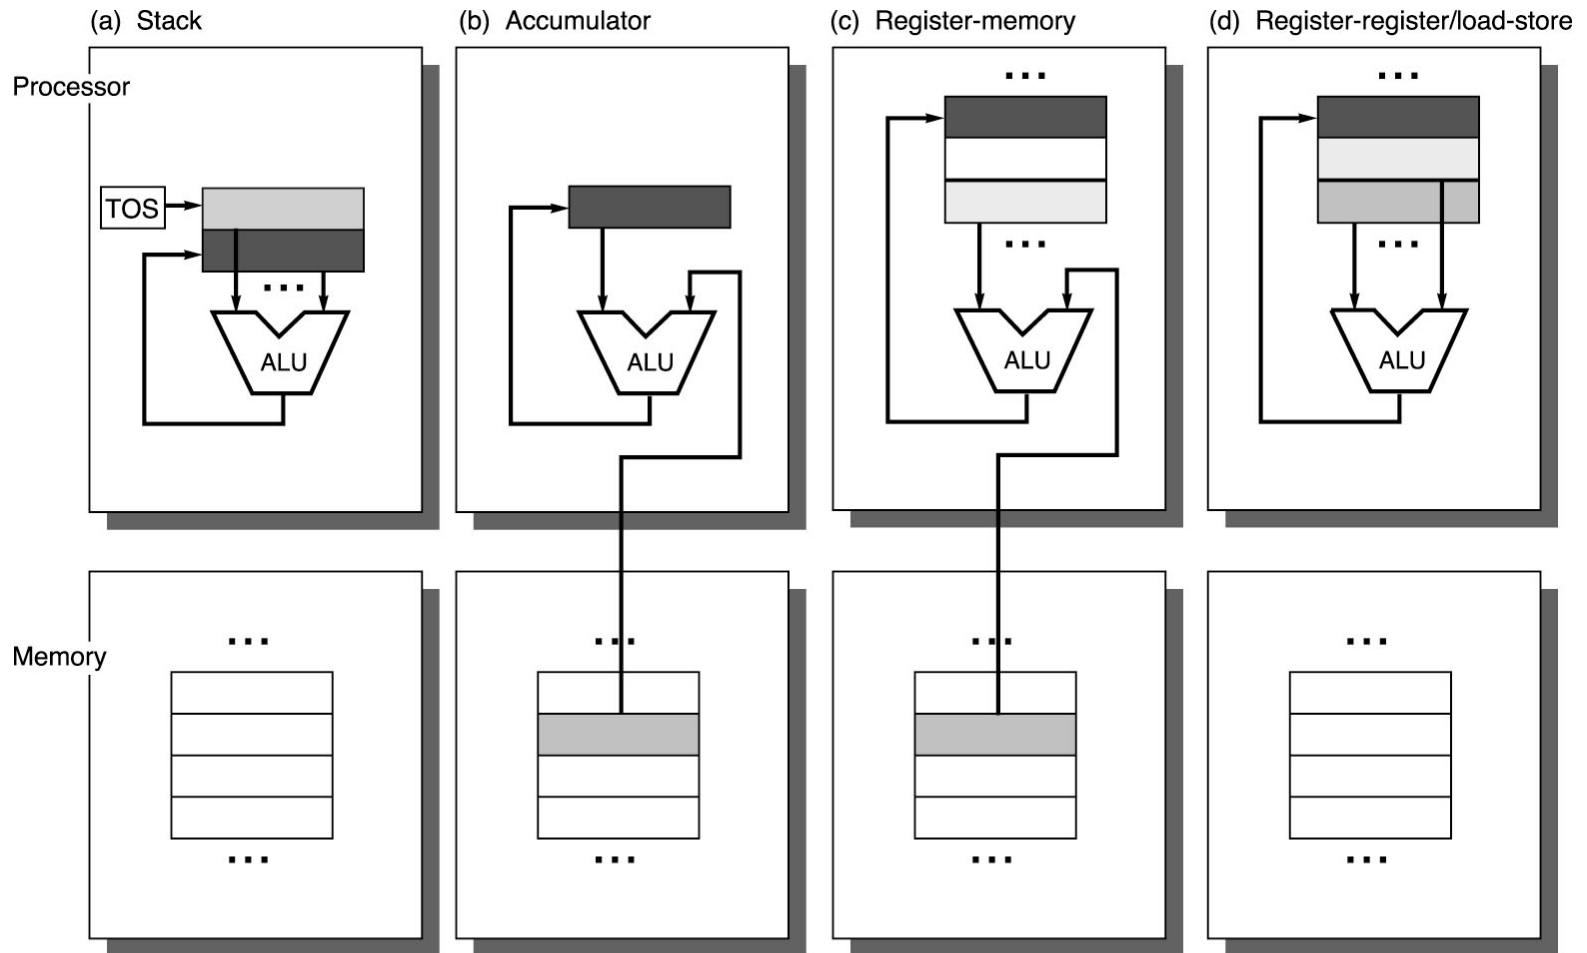 (a) Stack
(b) Accumulator
(c) Register-memory
(d) Register-register/load-store
Processor
...
...
TOS
...
...
...
ALU
ALU
ALU
ALU
Memory
...
...
...
...
...
...
...
...